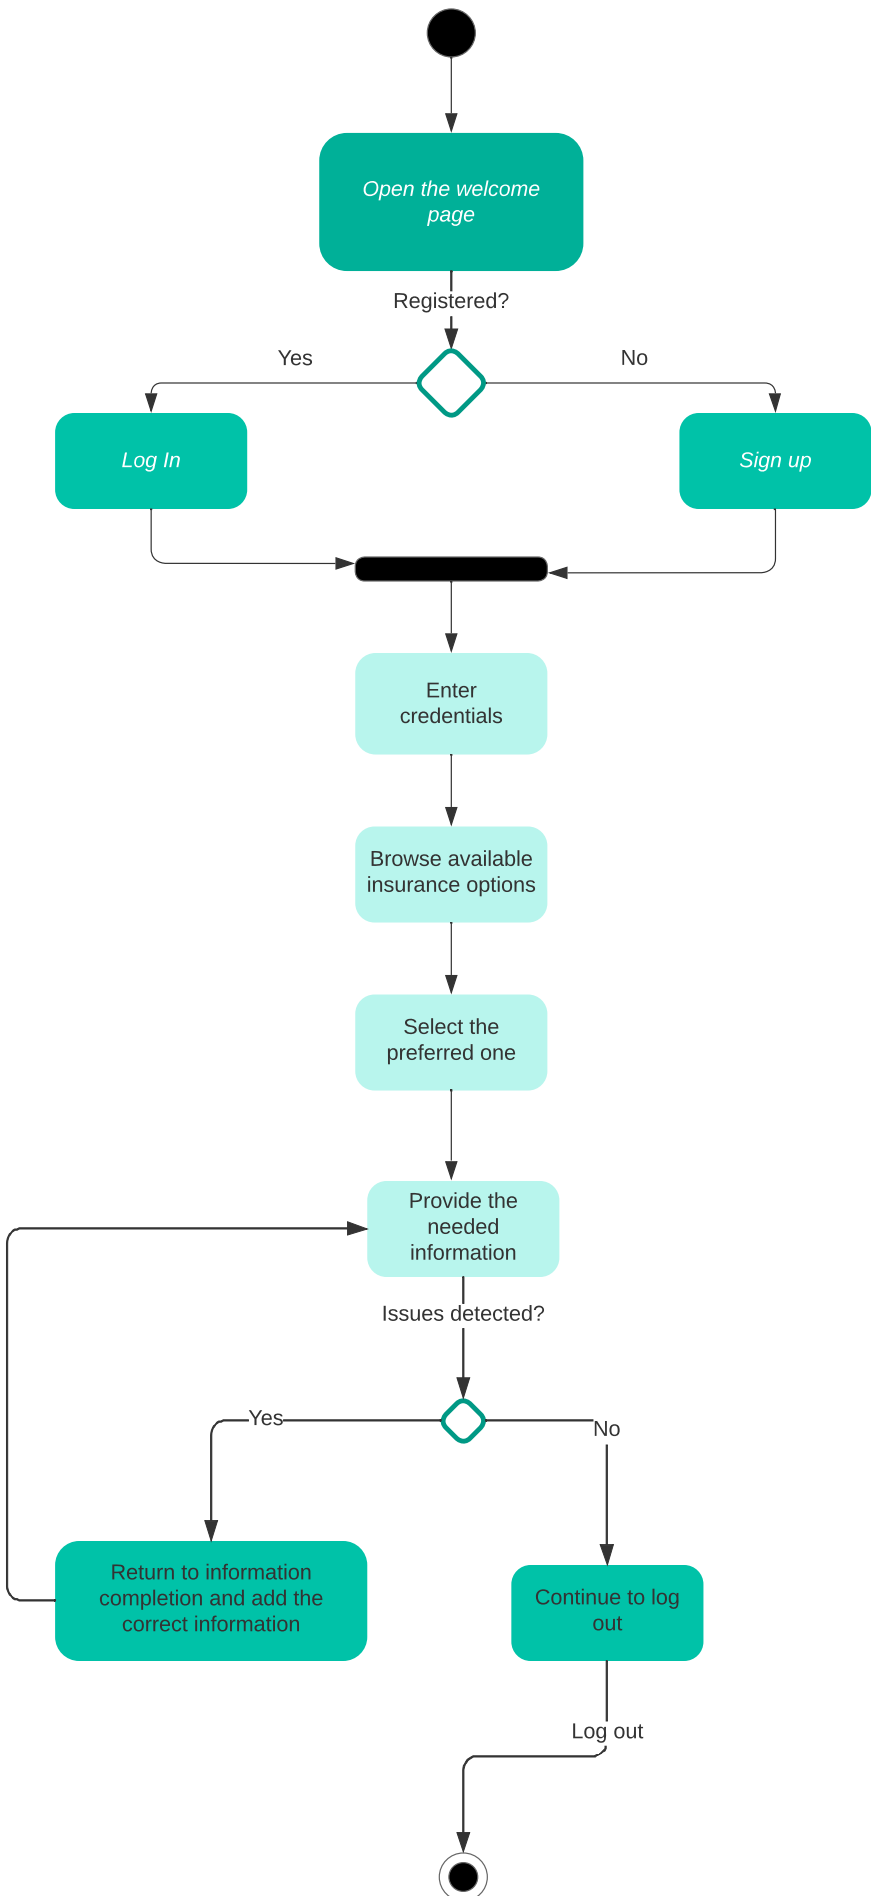 Open the welcome
page
Registered?
Yes
No
Log In
Sign up
Enter
credentials
Browse available
insurance options
Select the
preferred one
Provide the
needed
information
Issues detected?
Yes
No
Return to information
completion and add the
correct information
Continue to log
out
Log out